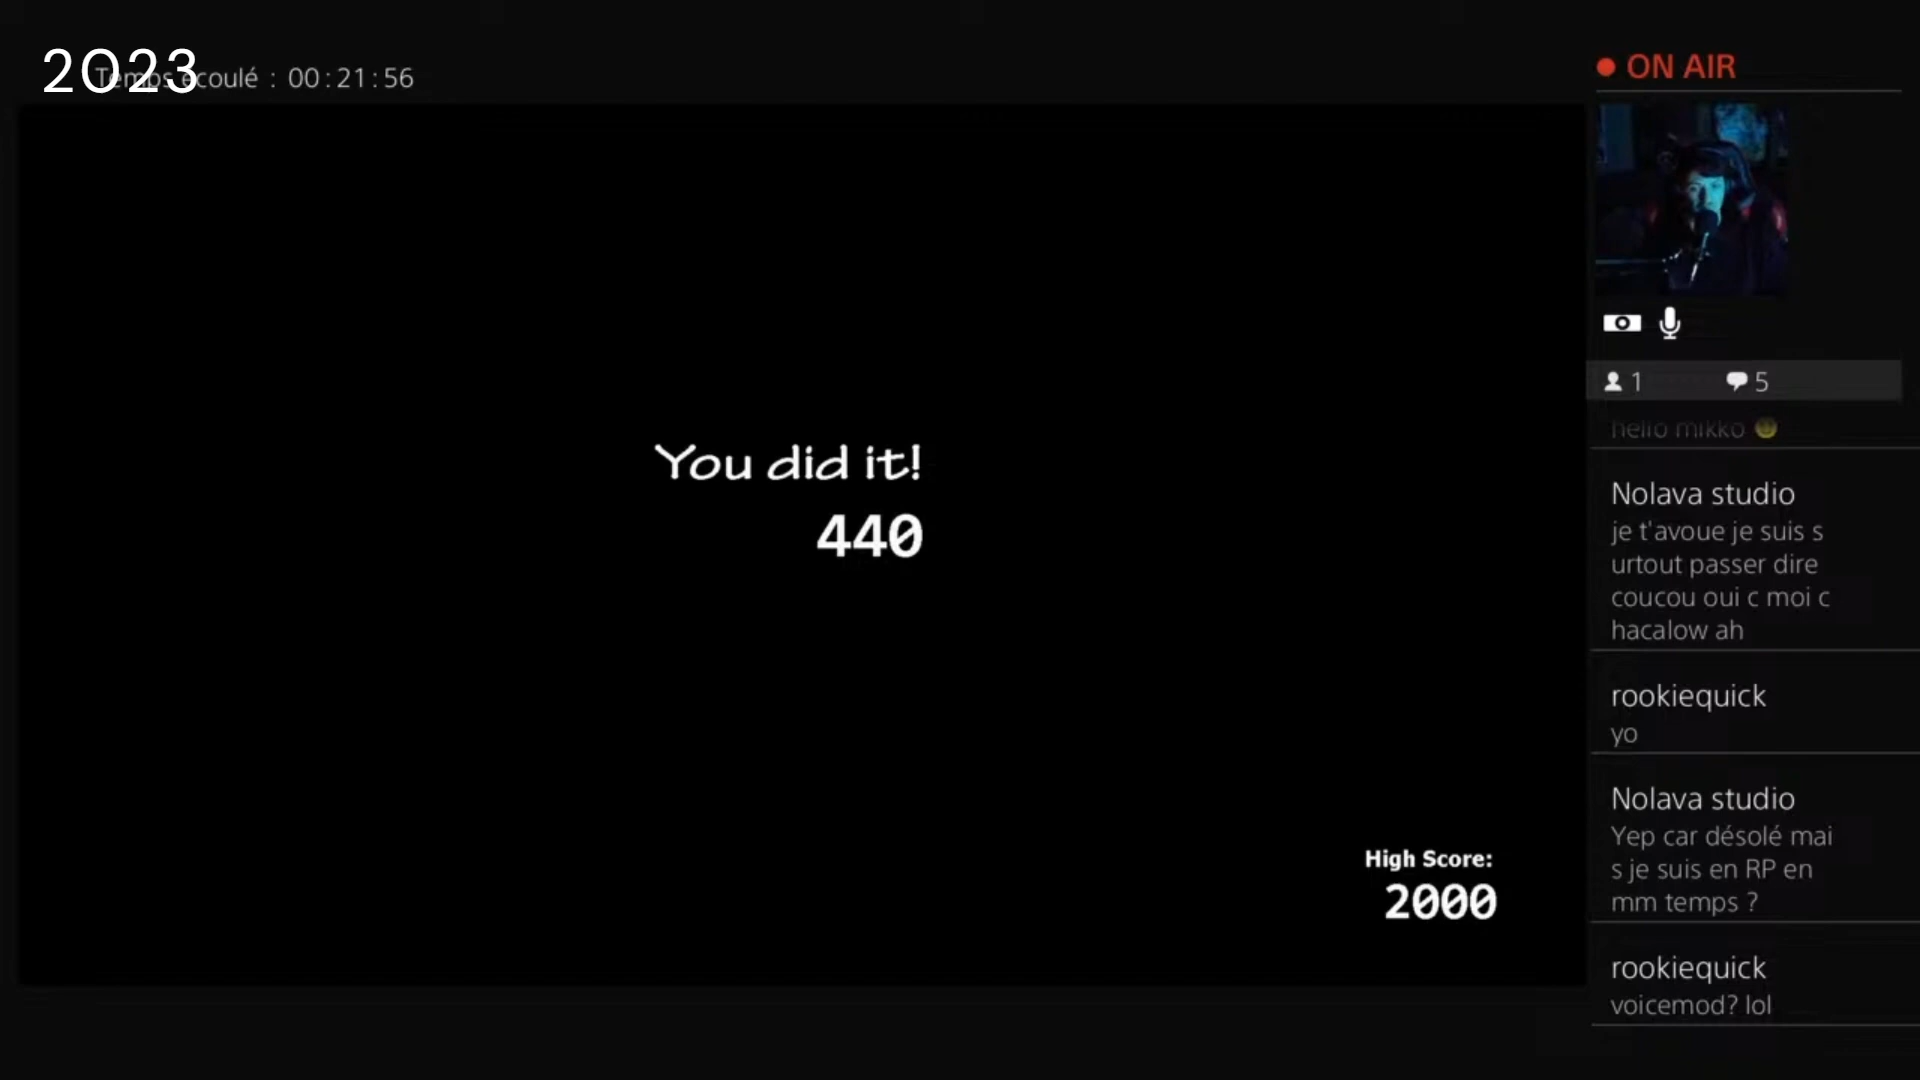 2023
Temps écoulé : 00:21:56
ON AIR
1
5
hello mikko
You did it!
440
High Score:
2000
Nolava studio
je t'avoue je suis s
urtout passer dire
coucou oui c moi c
hacalow ah
rookiequick
yo
Nolava studio
Yep car désolé mai
s je suis en RP en
mm temps ?
rookiequick
voicemod? lol